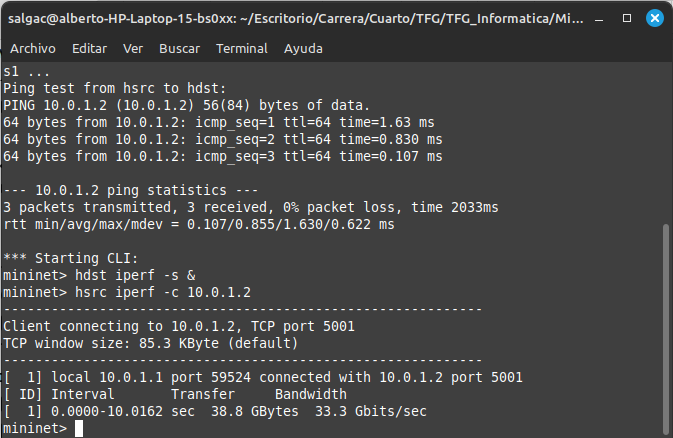 salgac@alberto-HP-Laptop-15-bs0xx: ~/Escritorio/Carrera/Cuarto/TFG/TFG_Informatica/Mi...
Archivo Editar Ver Buscar Terminal Ayuda
s1 ...
Ping test from hsrc to hdst:
PING 10.0.1.2 (10.0.1.2) 56(84) bytes of data.
64 bytes from 10.0.1.2: icmp_seq=1 ttl=64 time=1.63 ms
64 bytes from 10.0.1.2: icmp_seq=2 ttl=64 time=0.830 ms
64 bytes from 10.0.1.2: icmp_seq=3 ttl=64 time=0.107 ms
--- 10.0.1.2 ping statistics ---
3 packets transmitted, 3 received, 0% packet loss, time 2033ms
rtt min/avg/max/mdev = 0.107/0.855/1.630/0.622 ms
*** Starting CLI:
mininet> hdst iperf -s &
mininet> hsrc iperf -c 10.0.1.2
------------------------------------------------------------
Client connecting to 10.0.1.2, TCP port 5001
TCP window size: 85.3 KByte (default)
------------------------------------------------------------
[  1] local 10.0.1.1 port 59524 connected with 10.0.1.2 port 5001
[ ID] Interval       Transfer     Bandwidth
[  1] 0.0000-10.0162 sec  38.8 GBytes  33.3 Gbits/sec
mininet>